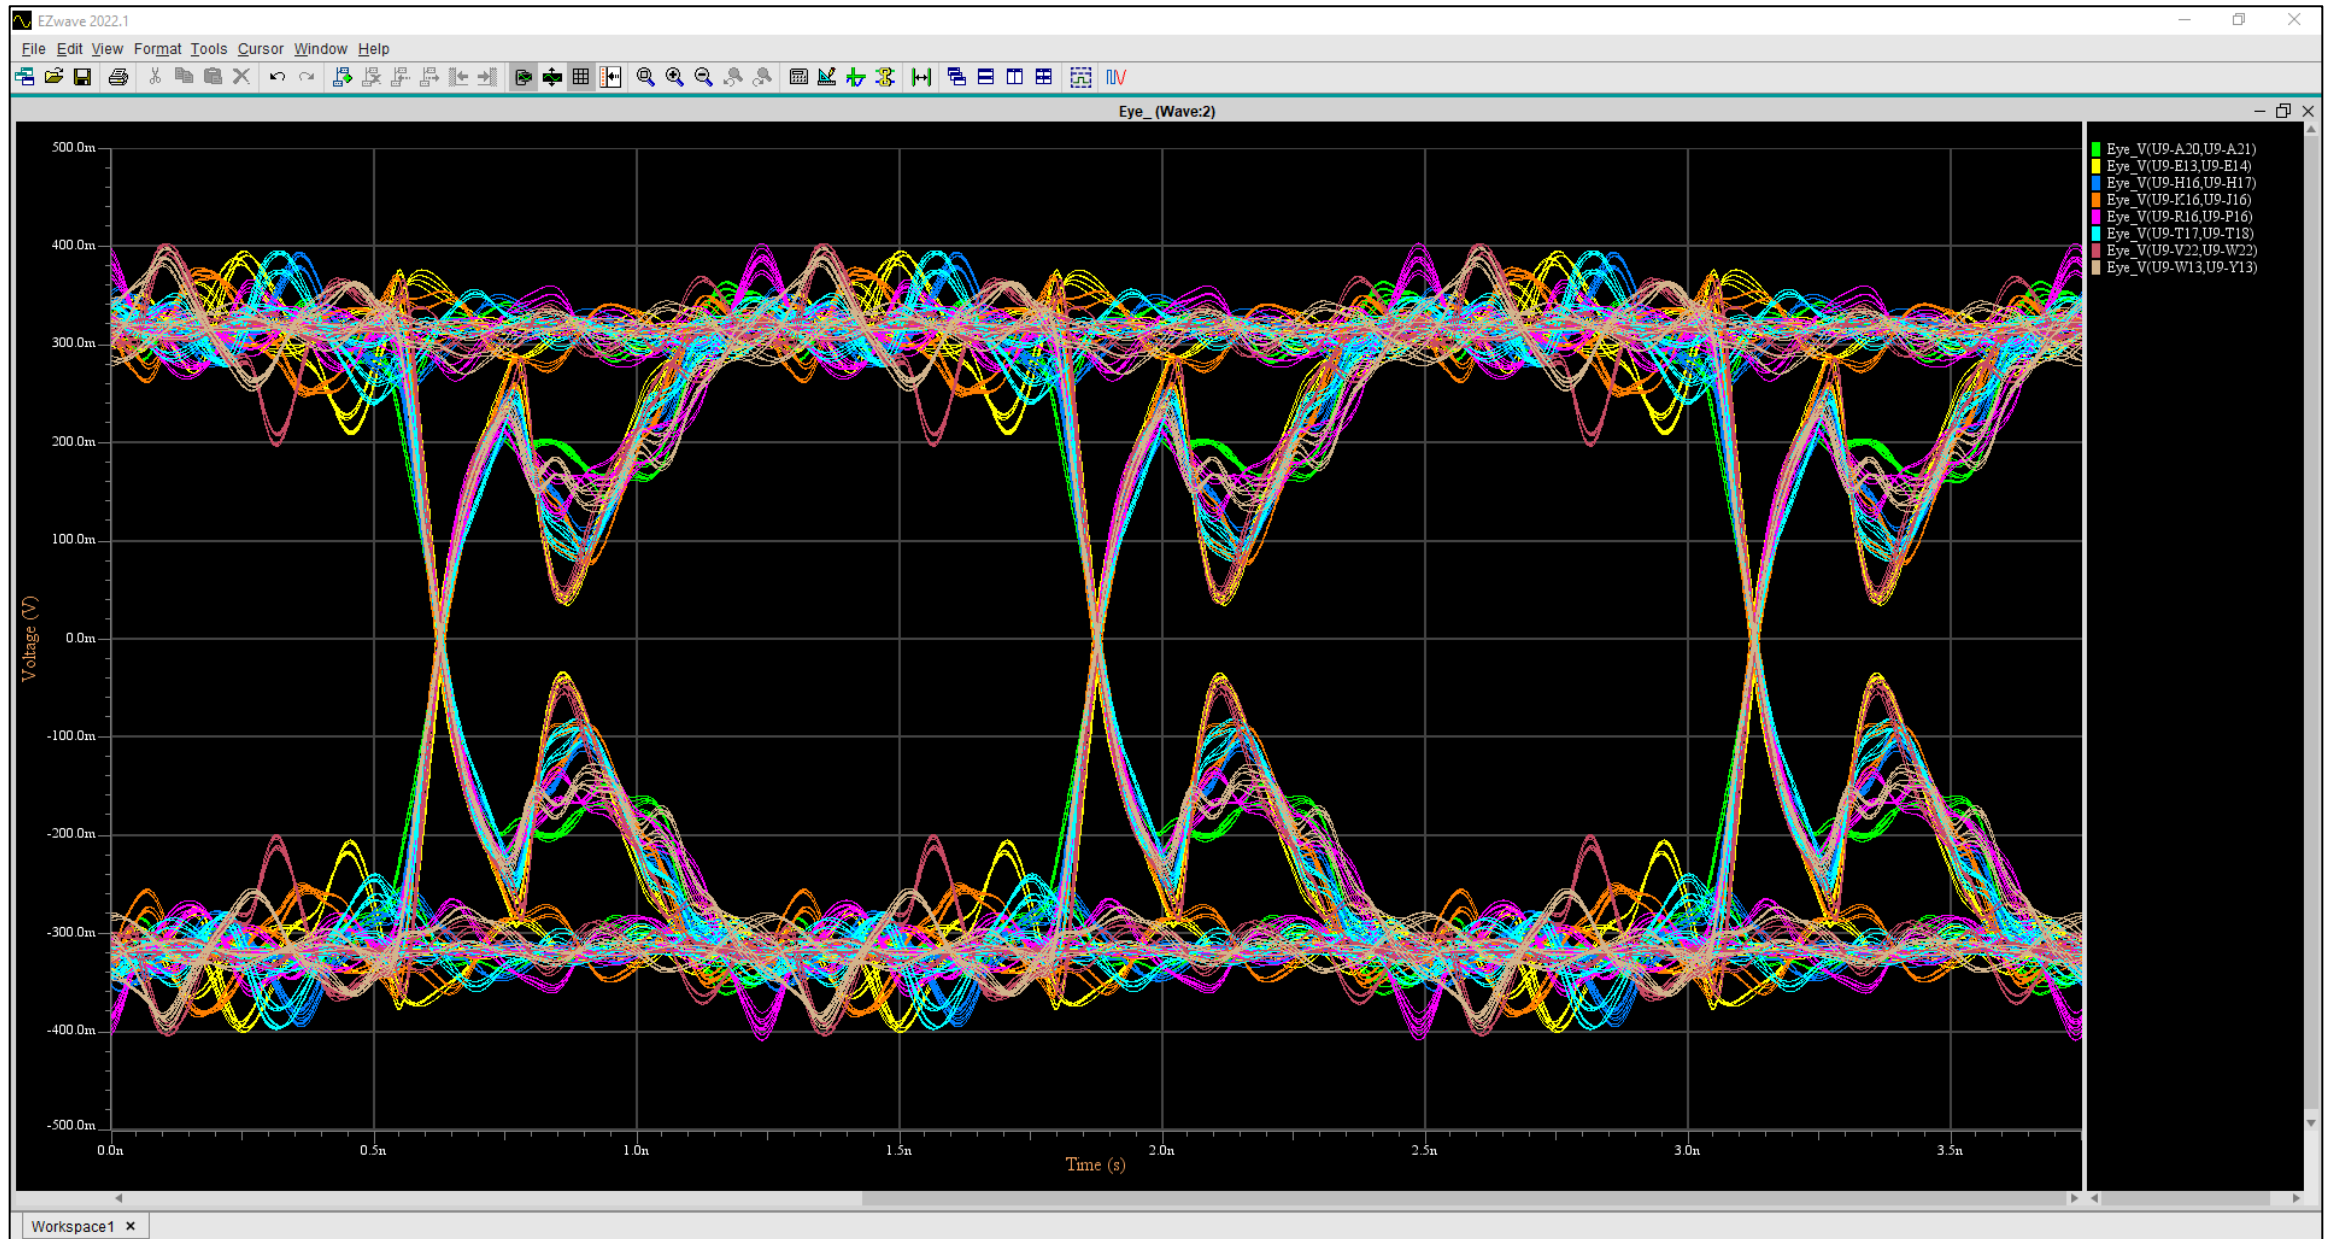 EZwave 2022.1
File Edit View Format Tools Cursor Window Help
Eye_ (Wave:2)
500.0m
400.0m
300.0m
200.0m
100.0m
0.0m
-100.0m
-200.0m
-300.0m
-400.0m
-500.0m
Voltage (V)
0.0n 0.5n 1.0n 1.5n 2.0n 2.5n 3.0n 3.5n
Time (s)
Eye_V(U9-A20,U9-A21)
Eye_V(U9-E13,U9-E14)
Eye_V(U9-H16,U9-H17)
Eye_V(U9-K16,U9-J16)
Eye_V(U9-R16,U9-P16)
Eye_V(U9-T17,U9-T18)
Eye_V(U9-V22,U9-W22)
Eye_V(U9-W13,U9-Y13)
Workspace1